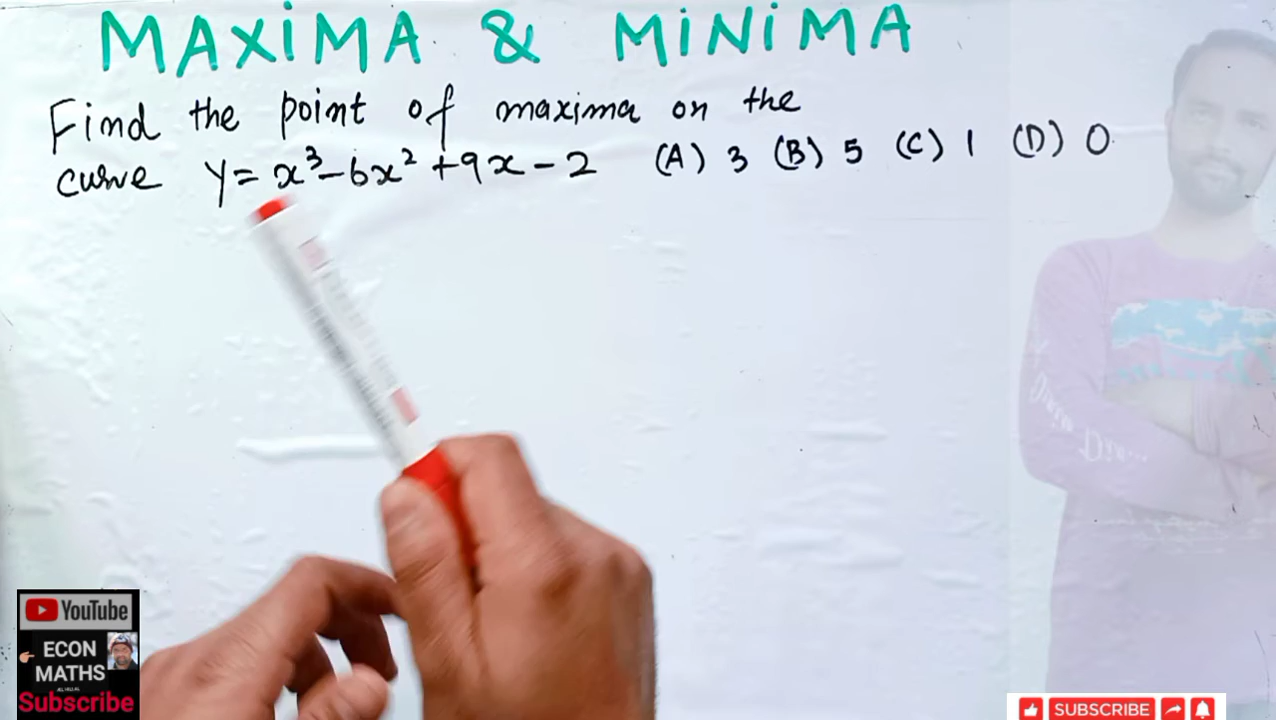 MAXIMA & MINIMA
Find the point of maxima on the
curve y = x³ - 6x² + 9x - 2 (A) 3 (B) 5 (C) 1 (D) 0
YouTube
ECON
MATHS
Subscribe
SUBSCRIBE